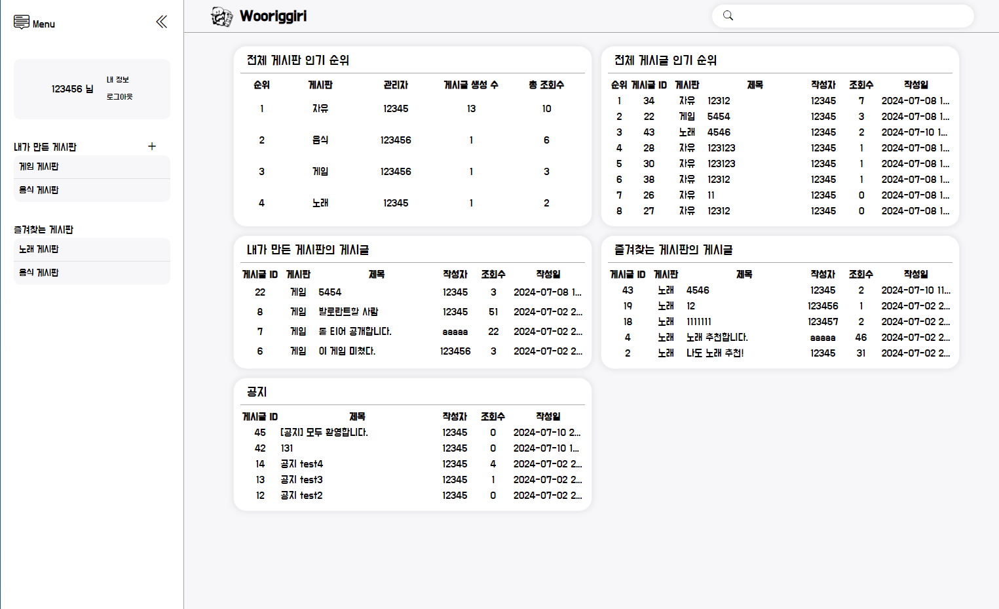 Menu
123456 님
내 정보
로그아웃
내가 만든 게시판 +
게임 게시판
음식 게시판
즐겨찾는 게시판
노래 게시판
음식 게시판
Wooriggiri
전체 게시판 인기 순위
순위 게시판 관리자 게시글 생성 수 총 조회수
1 자유 12345 13 10
2 음식 123456 1 6
3 게임 123456 1 3
4 노래 12345 1 2
전체 게시글 인기 순위
순위 게시글 ID 게시판 제목 작성자 조회수 작성일
1 34 자유 12312 12345 7 2024-07-08 1...
2 22 게임 5454 12345 3 2024-07-08 1...
3 43 노래 4546 12345 2 2024-07-10 1...
4 28 자유 123123 12345 1 2024-07-08 1...
5 30 자유 123123 12345 1 2024-07-08 1...
6 38 자유 12312 12345 1 2024-07-08 1...
7 26 자유 11 12345 0 2024-07-08 1...
8 27 자유 12312 12345 0 2024-07-08 1...
내가 만든 게시판의 게시글
게시글 ID 게시판 제목 작성자 조회수 작성일
22 게임 5454 12345 3 2024-07-08 1...
8 게임 발로란트할 사람 12345 51 2024-07-02 2...
7 게임 롤 티어 공개합니다. aaaaa 22 2024-07-02 2...
6 게임 이 게임 미쳤다. 123456 3 2024-07-02 2...
즐겨찾는 게시판의 게시글
게시글 ID 게시판 제목 작성자 조회수 작성일
43 노래 4546 12345 2 2024-07-10 11...
19 노래 12 123456 1 2024-07-02 2...
18 노래 1111111 123457 2 2024-07-02 2...
4 노래 노래 추천합니다. aaaaa 46 2024-07-02 2...
2 노래 나도 노래 추천! 12345 31 2024-07-02 2...
공지
게시글 ID 제목 작성자 조회수 작성일
45 [공지] 모두 환영합니다. 12345 0 2024-07-10 2...
42 131 12345 0 2024-07-10 1...
14 공지 test4 12345 4 2024-07-02 2...
13 공지 test3 12345 1 2024-07-02 2...
12 공지 test2 12345 0 2024-07-02 2...